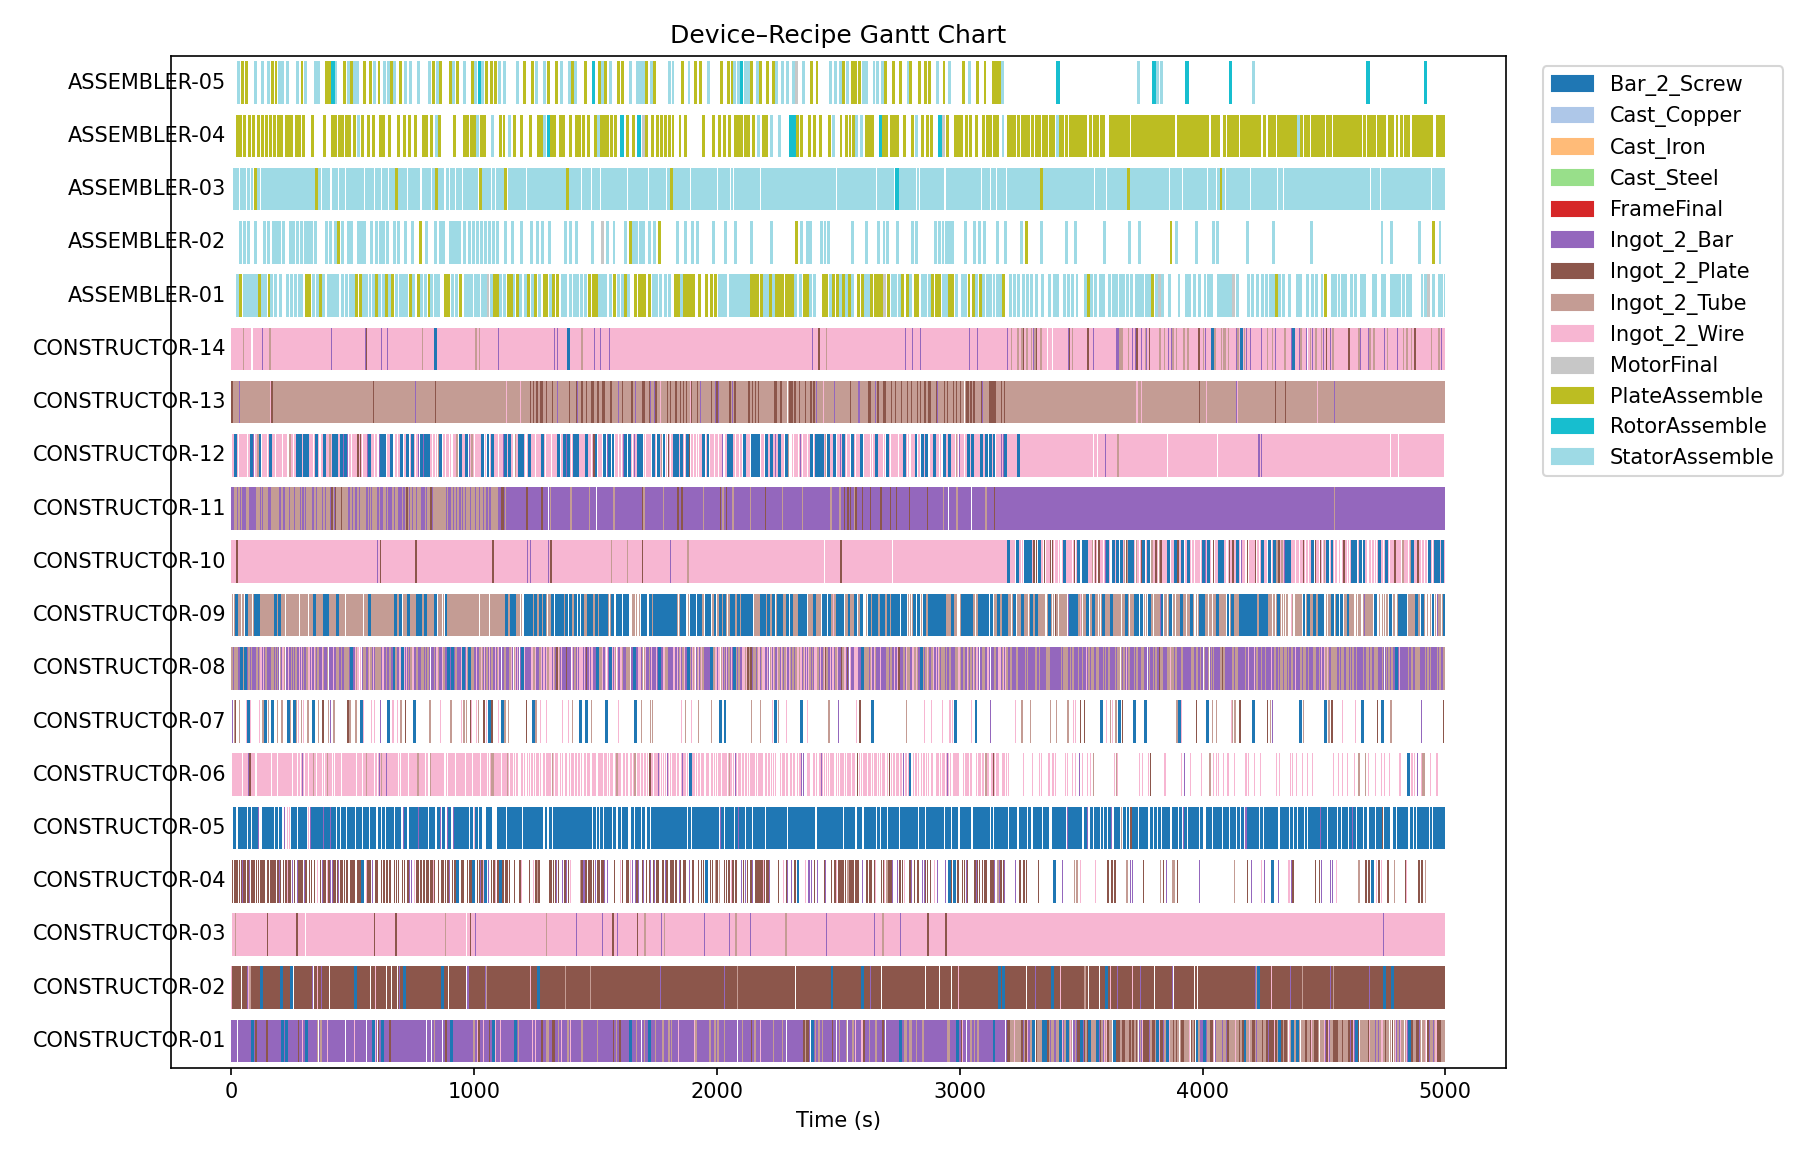 Device–Recipe Gantt Chart
ASSEMBLER-05
ASSEMBLER-04
ASSEMBLER-03
ASSEMBLER-02
ASSEMBLER-01
CONSTRUCTOR-14
CONSTRUCTOR-13
CONSTRUCTOR-12
CONSTRUCTOR-11
CONSTRUCTOR-10
CONSTRUCTOR-09
CONSTRUCTOR-08
CONSTRUCTOR-07
CONSTRUCTOR-06
CONSTRUCTOR-05
CONSTRUCTOR-04
CONSTRUCTOR-03
CONSTRUCTOR-02
CONSTRUCTOR-01
0 1000 2000 3000 4000 5000
Time (s)
Bar_2_Screw
Cast_Copper
Cast_Iron
Cast_Steel
FrameFinal
Ingot_2_Bar
Ingot_2_Plate
Ingot_2_Tube
Ingot_2_Wire
MotorFinal
PlateAssemble
RotorAssemble
StatorAssemble